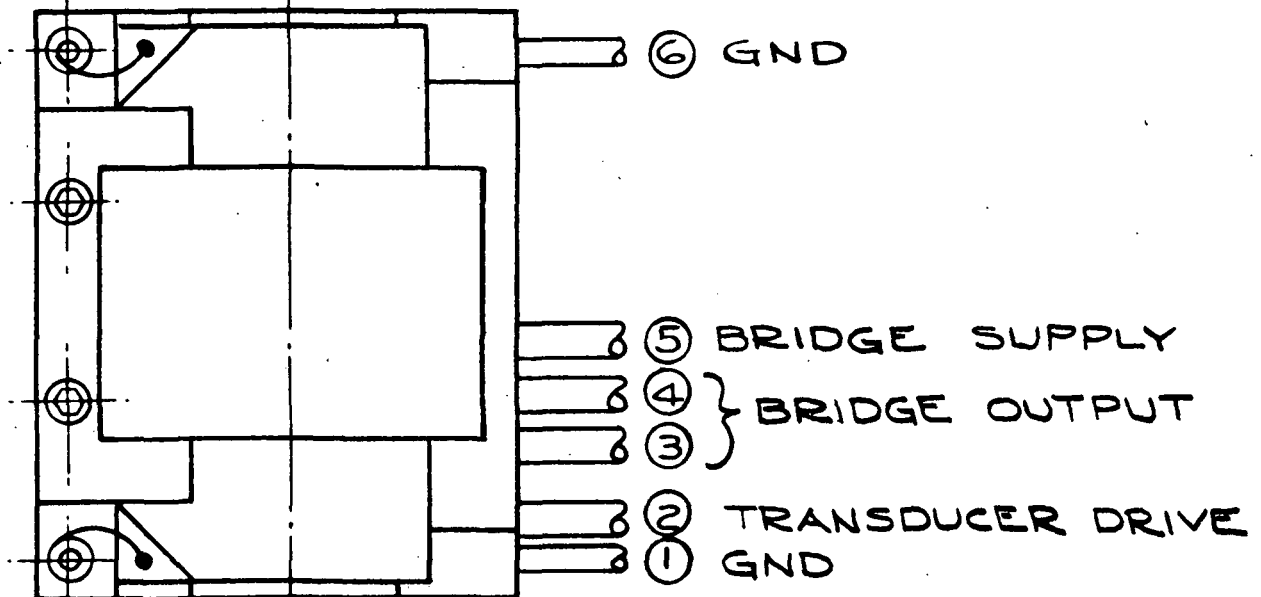 6 GND
5 BRIDGE SUPPLY
4
BRIDGE OUTPUT
3
2 TRANSDUCER DRIVE
1 GND